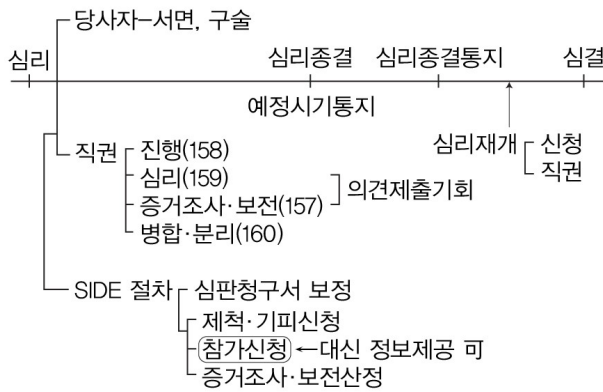 당사자-서면, 구술
심리 심리종결 심리종결통지 심결
예정시기통지
심리재개 신청
직권
직권 진행(158)
심리(159)
의견제출기회
증거조사·보전(157)
병합·분리(160)
SIDE 절차 심판청구서 보정
제척·기피신청
참가신청 ←대신 정보제공 可
증거조사·보전산정